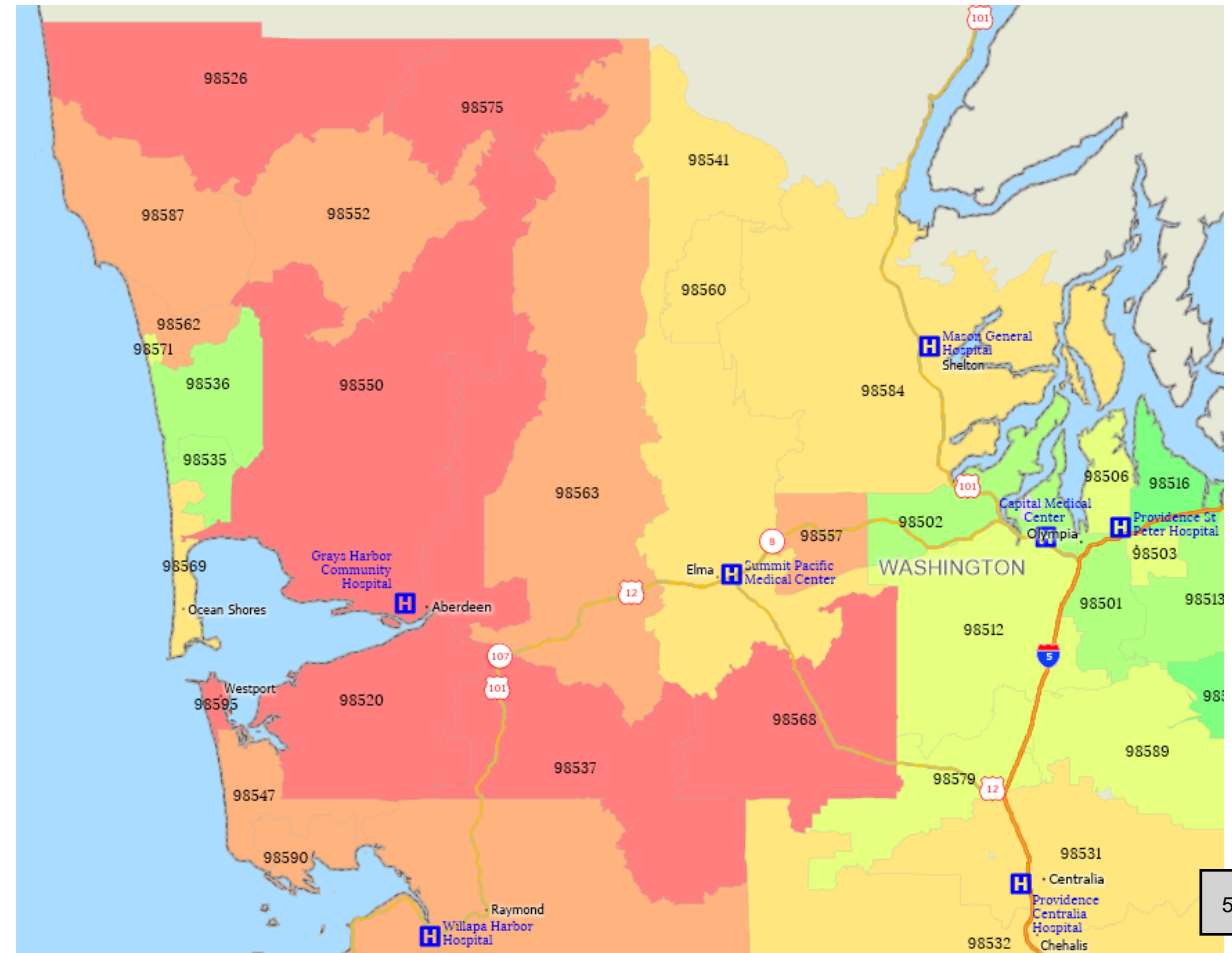 101
98526
98575
98541
98587
98552
98560
98562
98571
98536
98550
Mason General
Hospital
Shelton
98584
98535
98563
101
98506
98516
98502
Capital Medical
Center
Olympia
Providence St
Peter Hospital
98503
8
98557
Grays Harbor
Community
Hospital
98569
Ocean Shores
Aberdeen
12
Elma
Summit Pacific
Medical Center
WASHINGTON
98501
98513
98512
107
101
5
Westport
98595
98520
98568
98537
98589
98579
12
98547
98590
98531
Centralia
Providence
Centralia
Hospital
Raymond
Willapa Harbor
Hospital
98532
Chehalis
5